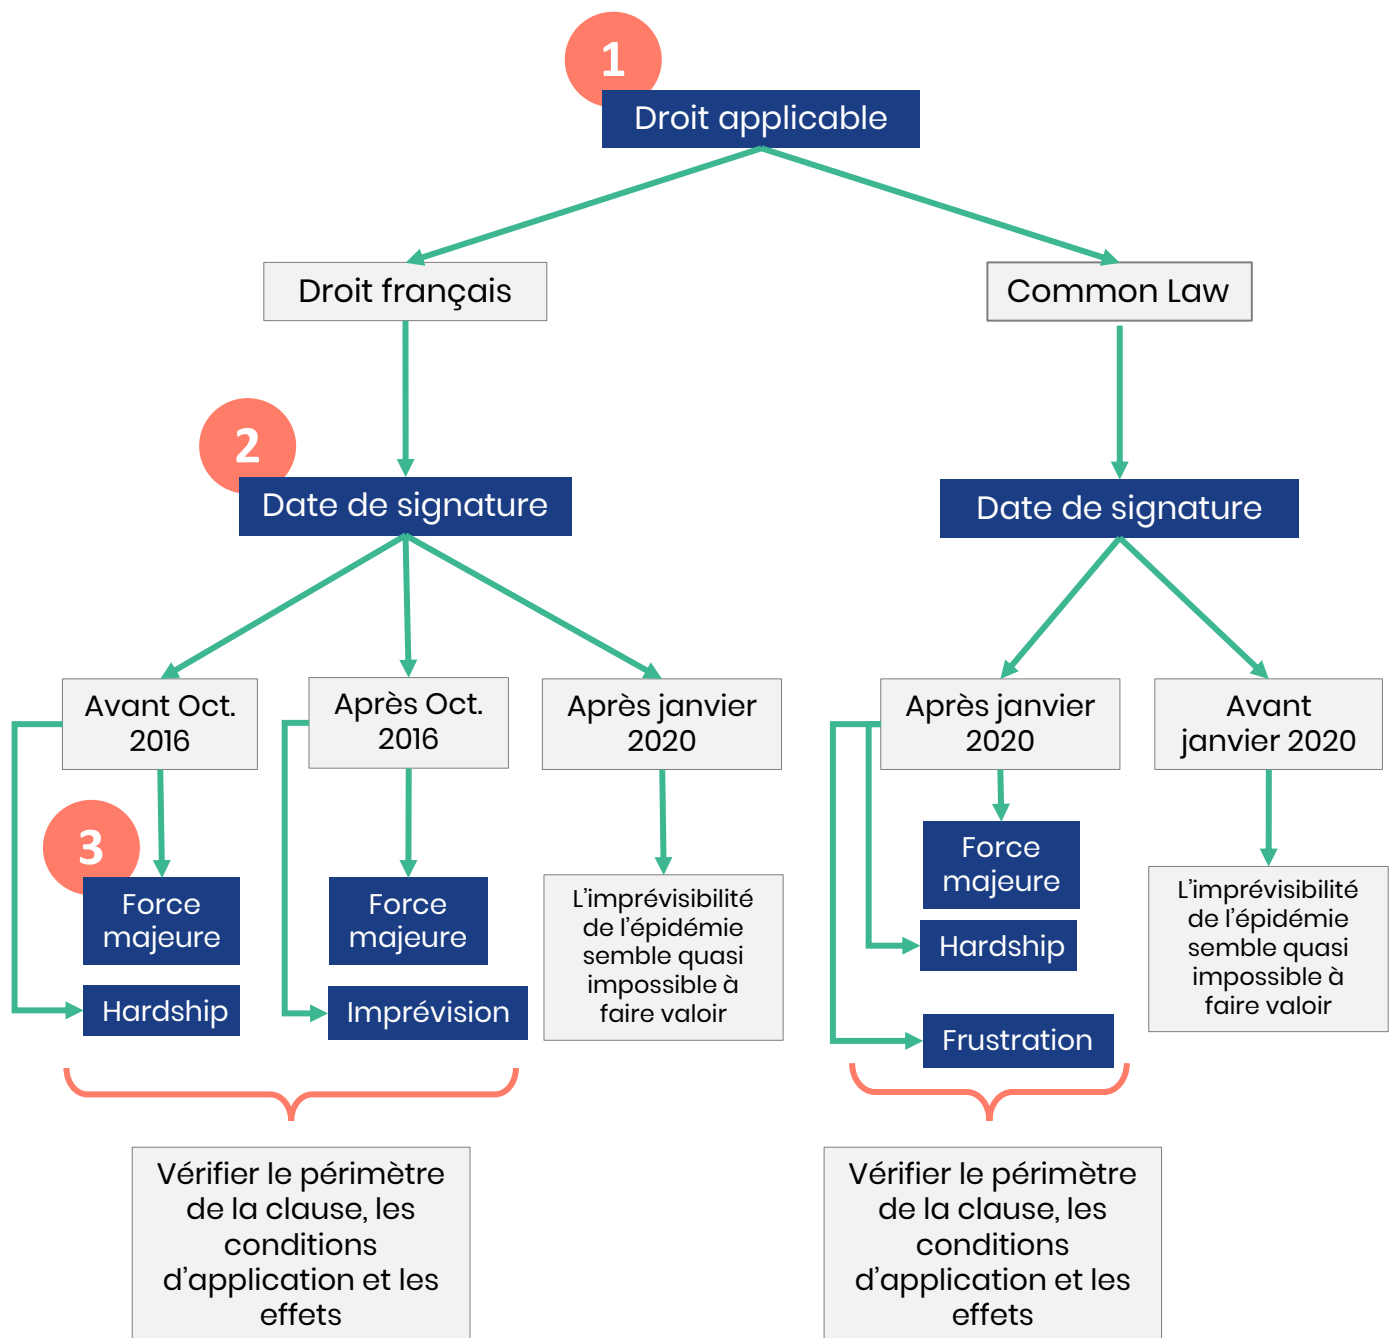 1
Droit applicable
Droit français
Common Law
2
Date de signature
Date de signature
Avant Oct.
2016
Après Oct.
2016
Après janvier
2020
Après janvier
2020
Avant
janvier 2020
3
Force
majeure
Hardship
Force
majeure
Imprévision
L'imprévisibilité
de l'épidémie
semble quasi
impossible à
faire valoir
Force
majeure
Hardship
Frustration
L'imprévisibilité
de l'épidémie
semble quasi
impossible à
faire valoir
Vérifier le périmètre
de la clause, les
conditions
d'application et les
effets
Vérifier le périmètre
de la clause, les
conditions
d'application et les
effets